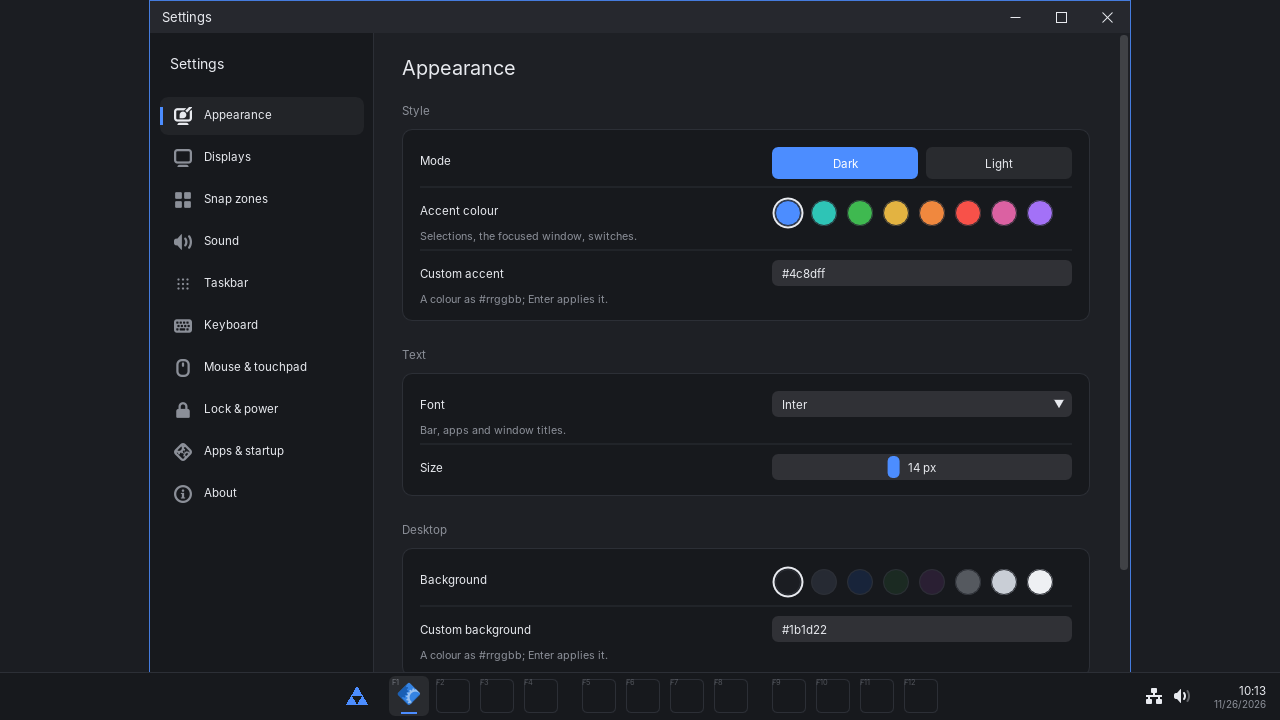 Settings
Settings
Appearance
Displays
Snap zones
Sound
Taskbar
Keyboard
Mouse & touchpad
Lock & power
Apps & startup
About
Appearance
Style
Mode
Dark
Light
Accent colour
Selections, the focused window, switches.
Custom accent
#4c8dff
A colour as #rrggbb; Enter applies it.
Text
Font
Inter
Bar, apps and window titles.
Size
14 px
Desktop
Background
Custom background
#1b1d22
A colour as #rrggbb; Enter applies it.
F1 F2 F3 F4 F5 F6 F7 F8 F9 F10 F11 F12
10:13
11/26/2026